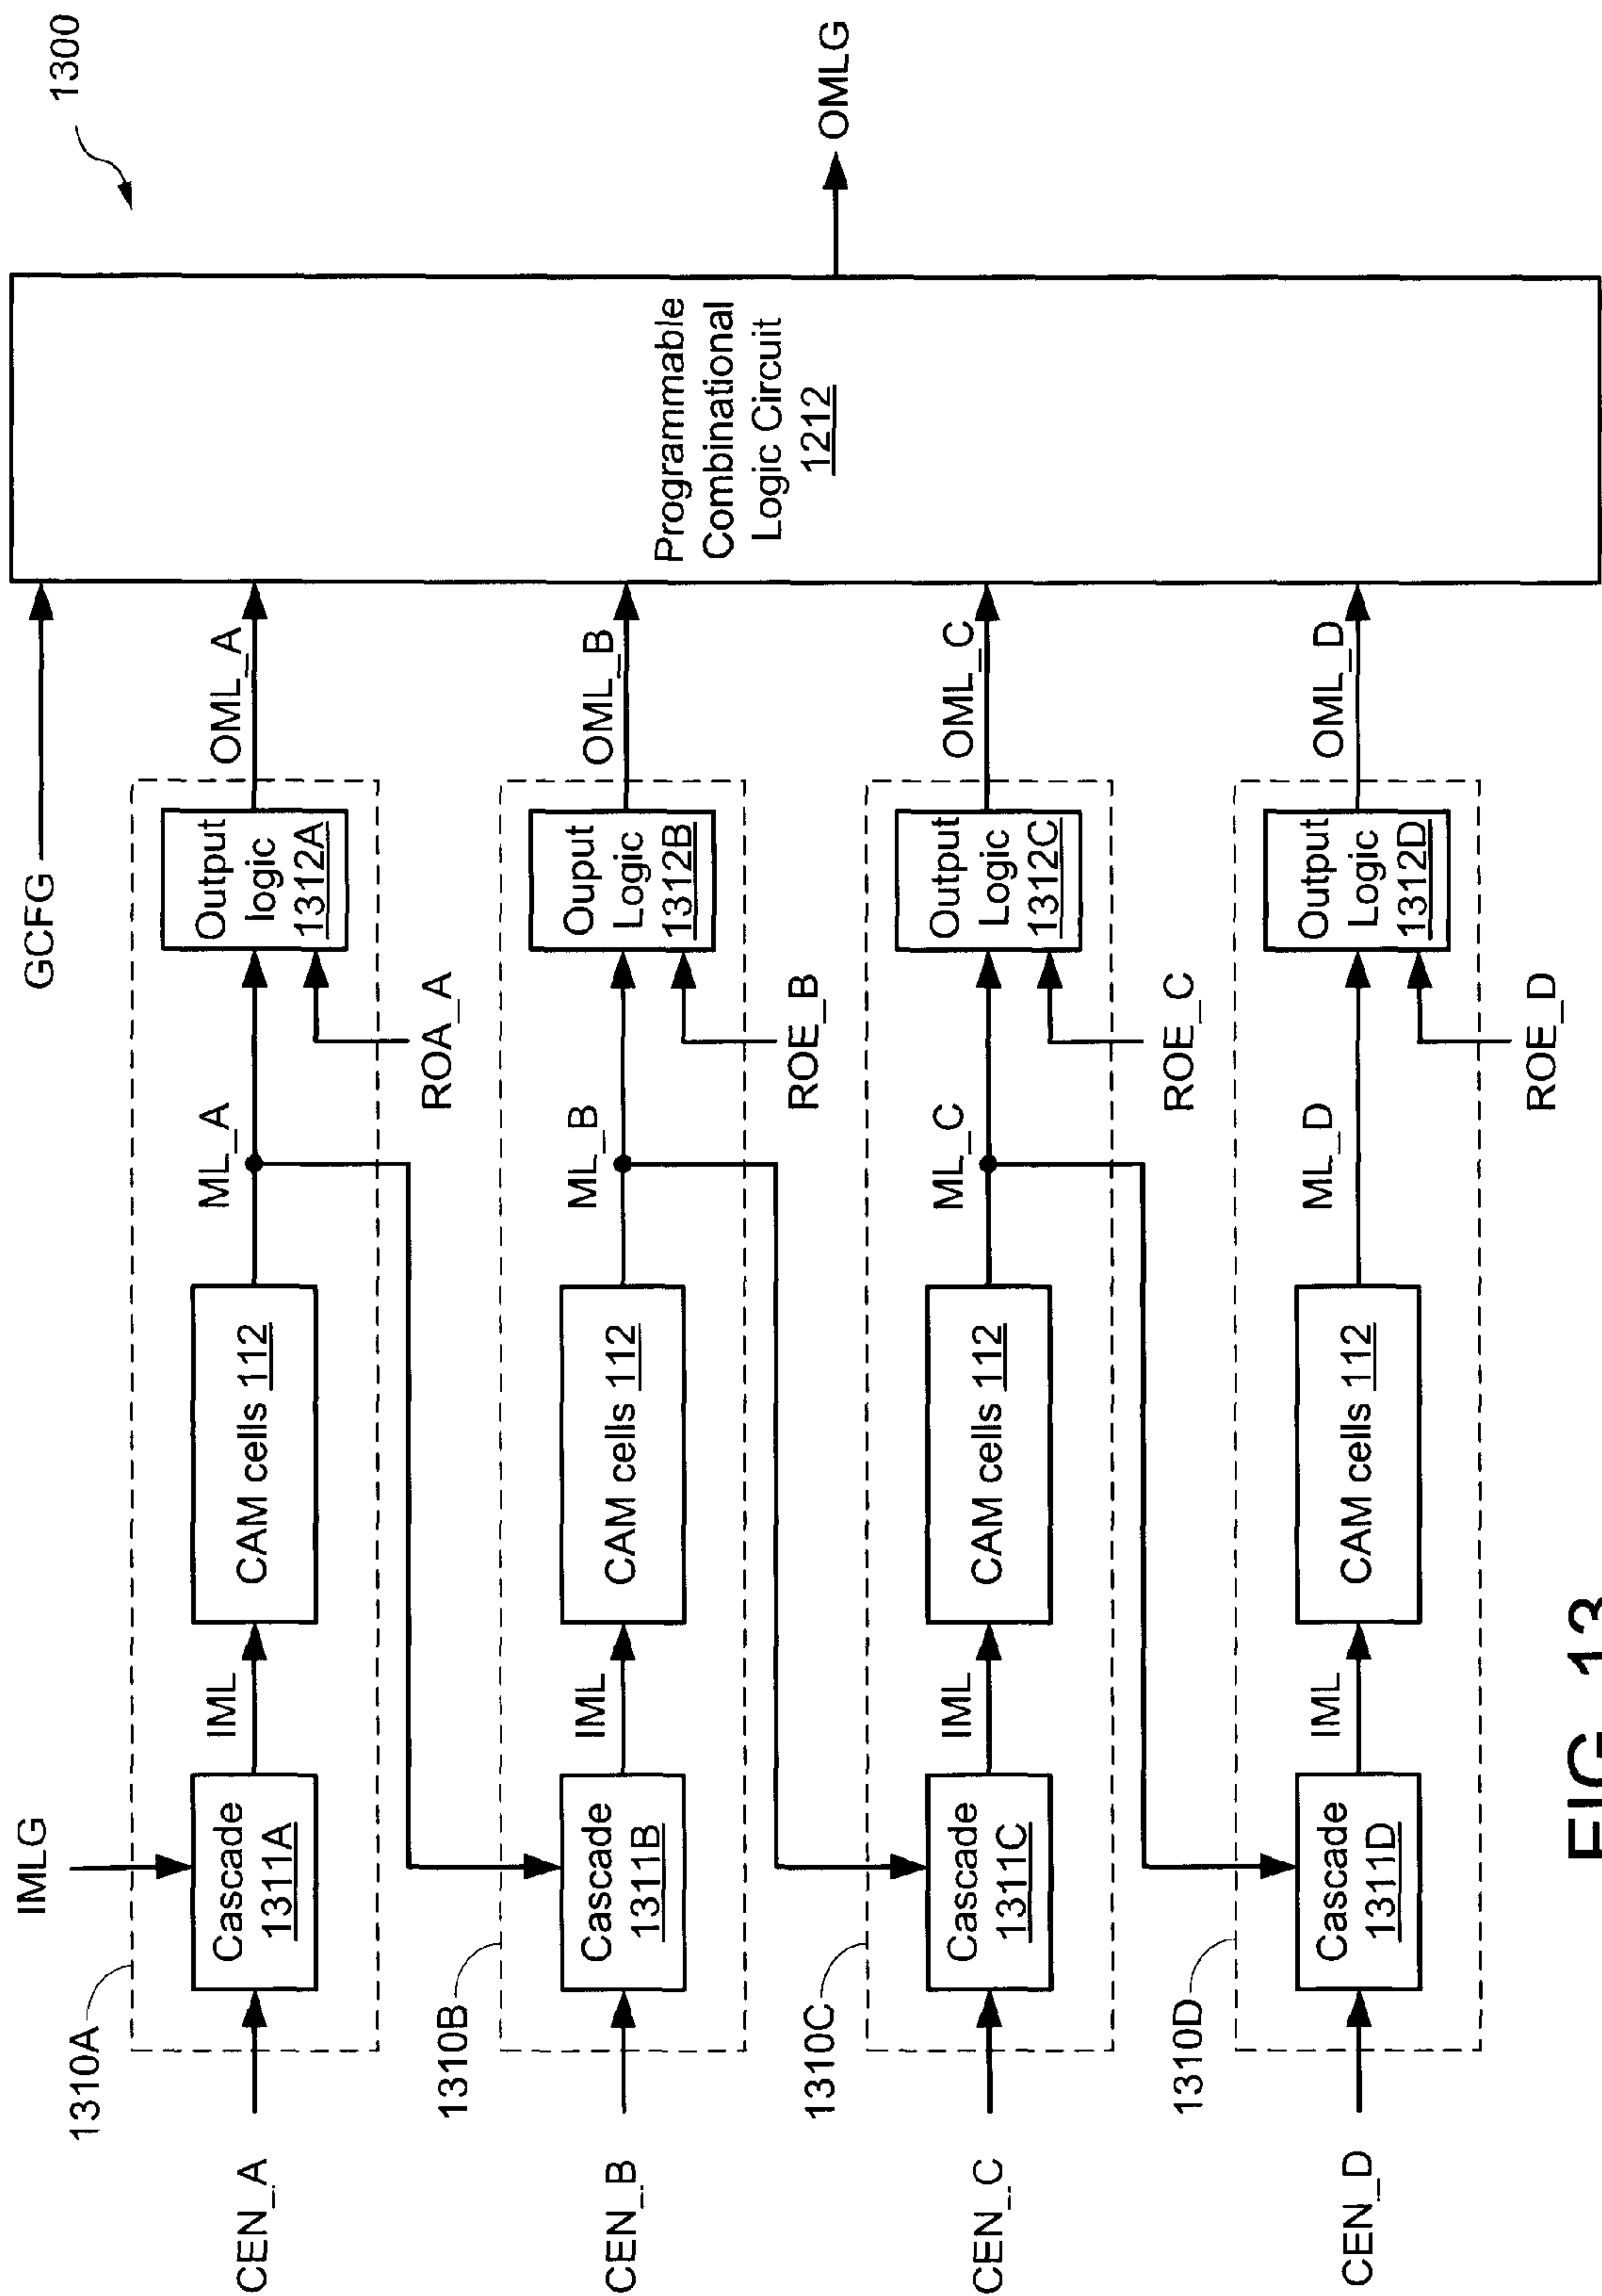 1300
IMLG
GCFG
1310A
CEN_A
Cascade
1311A
IML
CAM cells 112
ML_A
ROA_A
Output
logic
1312A
OML_A
1310B
CEN_B
Cascade
1311B
IML
CAM cells 112
ML_B
ROE_B
Ouput
Logic
1312B
OML_B
1310C
CEN_C
Cascade
1311C
IML
CAM cells 112
ML_C
ROE_C
Output
Logic
1312C
OML_C
1310D
CEN_D
Cascade
1311D
IML
CAM cells 112
ML_D
ROE_D
Output
Logic
1312D
OML_D
Programmable
Combinational
Logic Circuit
1212
OMLG
FIG. 13